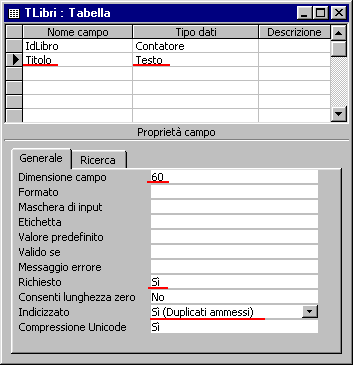 TLibri : Tabella
Nome campo Tipo dati Descrizione
IdLibro Contatore
Titolo Testo
Proprietà campo
Generale Ricerca
Dimensione campo 60
Formato
Maschera di input
Etichetta
Valore predefinito
Valido se
Messaggio errore
Richiesto Sì
Consenti lunghezza zero No
Indicizzato Sì (Duplicati ammessi)
Compressione Unicode Sì